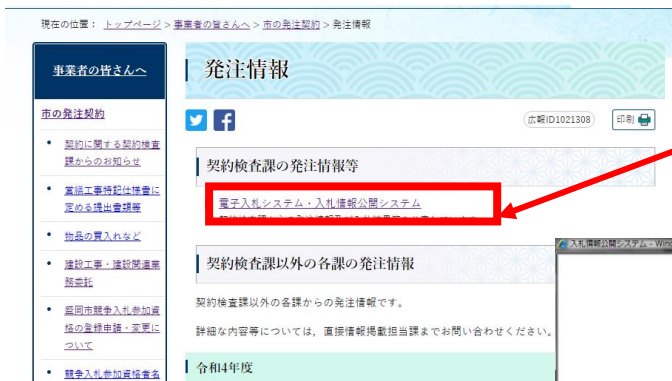 現在の位置： トップページ > 事業者の皆さんへ > 市の発注契約 > 発注情報
事業者の皆さんへ
市の発注契約
• 契約に関する契約検査
課からのお知らせ
• 営繕工事特記仕様書に
定める提出書類等
• 物品の買入れなど
• 建設工事・建設関連業
務委託
• 盛岡市競争入札参加資
格の登録申請・変更に
ついて
• 競争入札参加資格者名
発注情報
広報ID1021308
印刷
契約検査課の発注情報等
電子入札システム・入札情報公開システム
契約検査課以外の各課の発注情報
契約検査課以外の各課からの発注情報です。
詳細な内容等については，直接情報掲載担当課までお問い合わせください。
令和4年度
入札情報公開システム - Wind